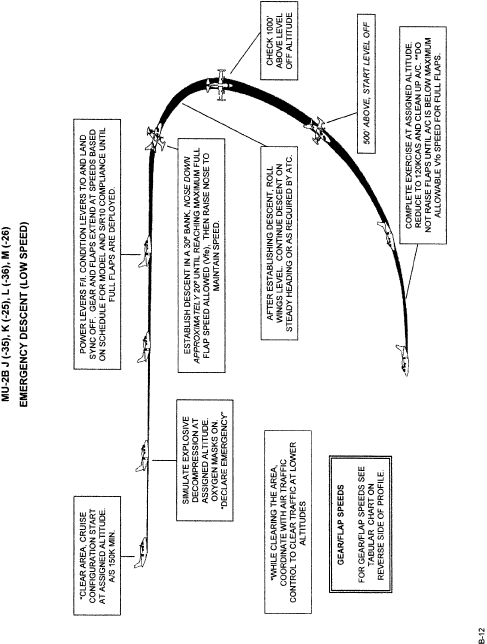 MU-2B J (-35), K (-25), L (-36), M (-26)
EMERGENCY DESCENT (LOW SPEED)
*CLEAR AREA, CRUISE
CONFIGURATION START
AT ASSIGNED ALTITUDE.
A/S 150K MIN.
SIMULATE EXPLOSIVE
DECOMPRESSION AT
ASSIGNED ALTITUDE.
OXYGEN MASKS ON.
"DECLARE EMERGENCY"
POWER LEVERS F/I. CONDITION LEVERS T/O AND LAND
SYNC OFF. GEAR AND FLAPS EXTEND AT SPEEDS BASED
ON SCHEDULE FOR MODEL AND S/R10 COMPLIANCE UNTIL
FULL FLAPS ARE DEPLOYED.
ESTABLISH DESCENT IN A 30º BANK, NOSE DOWN
APPROXIMATELY 20º UNTIL REACHING MAXIMUM FULL
FLAP SPEED ALLOWED (Vfe). THEN RAISE NOSE TO
MAINTAIN SPEED.
AFTER ESTABLISHING DESCENT, ROLL
WINGS LEVEL. CONTINUE DESCENT ON
STEADY HEADING OR AS REQUIRED BY ATC.
CHECK 1000'
ABOVE LEVEL
OFF ALTITUDE
500' ABOVE, START LEVEL OFF
COMPLETE EXERCISE AT ASSIGNED ALTITUDE.
REDUCE TO 120KCAS AND CLEAN UP A/C. **DO
NOT RAISE FLAPS UNTIL A/C IS BELOW MAXIMUM
ALLOWABLE Vfo SPEED FOR FULL FLAPS.
*WHILE CLEARING THE AREA,
COORDINATE WITH AIR TRAFFIC
CONTROL TO CLEAR TRAFFIC AT LOWER
ALTITUDES
GEAR/FLAP SPEEDS
FOR GEAR/FLAP SPEEDS SEE
TABULAR CHART ON
REVERSE SIDE OF PROFILE.
B-12